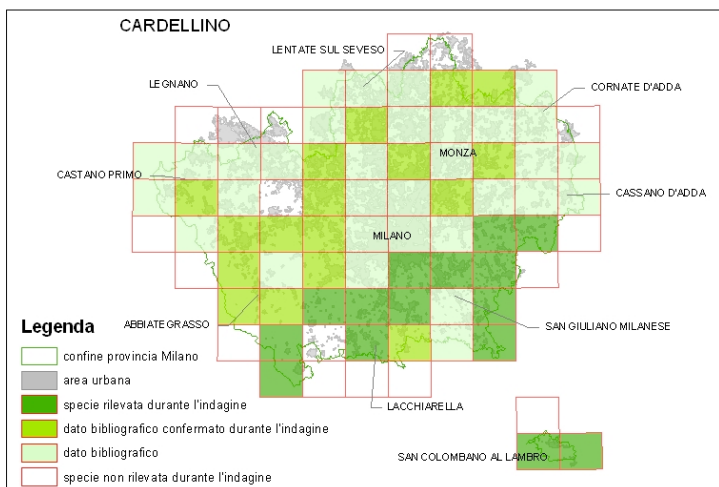 CARDELLINO
LENTATE SUL SEVESO
LEGNANO
CORNATE D'ADDA
MONZA
CASTANO PRIMO
CASSANO D'ADDA
MILANO
ABBIATEGRASSO
SAN GIULIANO MILANESE
LACCHIARELLA
SAN COLOMBANO AL LAMBRO
Legenda
confine provincia Milano
area urbana
specie rilevata durante l'indagine
dato bibliografico confermato durante l'indagine
dato bibliografico
specie non rilevata durante l'indagine